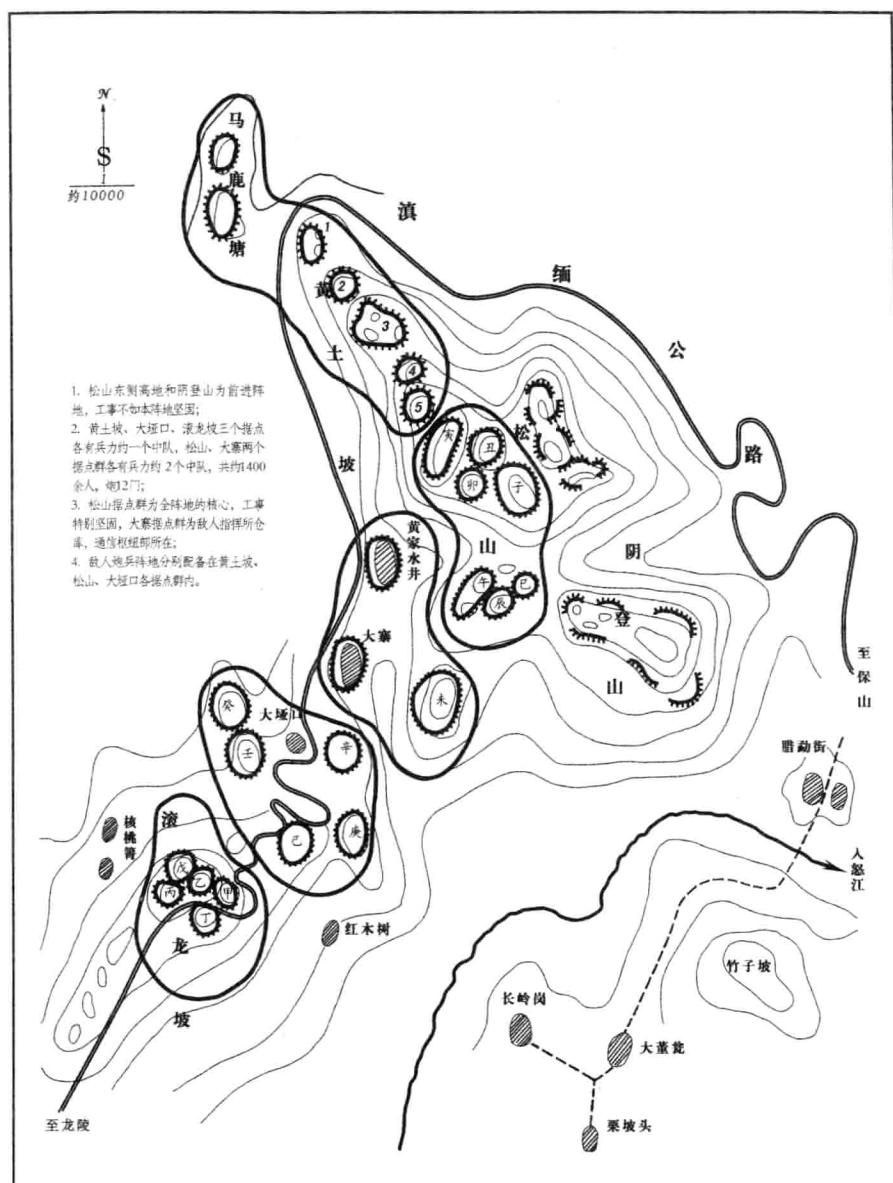 N
S
1
约10000
马
鹿
塘
滇
缅
公
路
1
2
3
4
5
黄
土
坡
1. 松山东侧高地和阴登山为前进阵
地，工事不如本阵地坚固；
2. 黄土坡、大垭口、滚龙坡三个据点
各有兵力约一个中队，松山、大寨两个
据点群各有兵力约2个中队，共约1400
余人，炮12门；
3. 松山据点群为全阵地的核心，工事
特别坚固，大寨据点群为敌人指挥所仓
库，通信枢纽部所在；
4. 敌人炮兵阵地分别配备在黄土坡、
松山、大垭口各据点群内。
松
山
丑
卯
子
午
辰
巳
阴
登
山
黄家水井
大寨
未
至保山
癸
大垭口
壬
辛
己
庚
腊勐街
核桃箐
滚
龙
坡
戊
乙
甲
丙
丁
入怒江
红木树
竹子坡
长岭岗
大董瓮
栗坡头
至龙陵